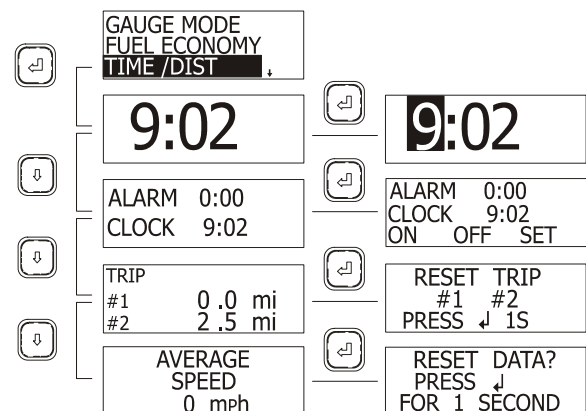 GAUGE MODE
FUEL ECONOMY
TIME /DIST
9:02
9:02
ALARM 0:00
CLOCK 9:02
ALARM 0:00
CLOCK 9:02
ON OFF SET
TRIP
#1 0.0 mi
#2 2.5 mi
RESET TRIP
#1 #2
PRESS ↲ 1S
AVERAGE
SPEED
0 mph
RESET DATA?
PRESS ↲
FOR 1 SECOND